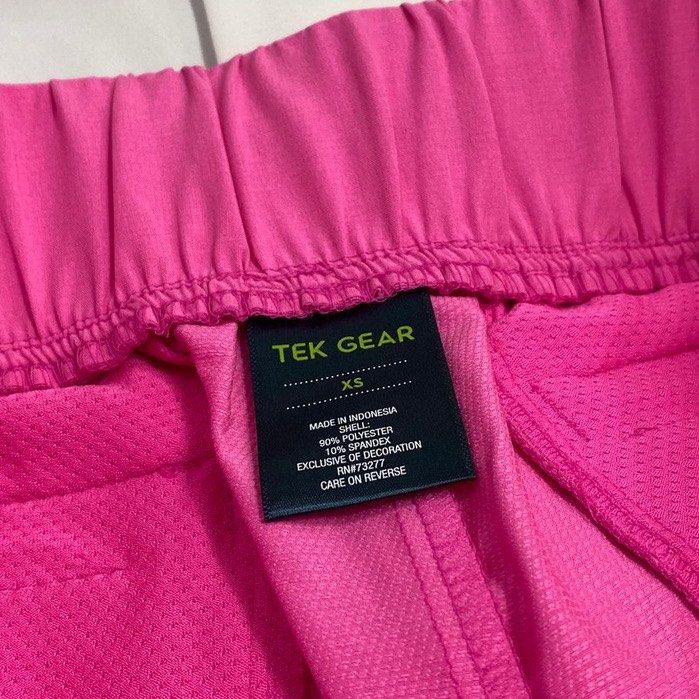 TEK GEAR
XS
MADE IN INDONESIA
SHELL:
90% POLYESTER
10% SPANDEX
EXCLUSIVE OF DECORATION
RN#73277
CARE ON REVERSE